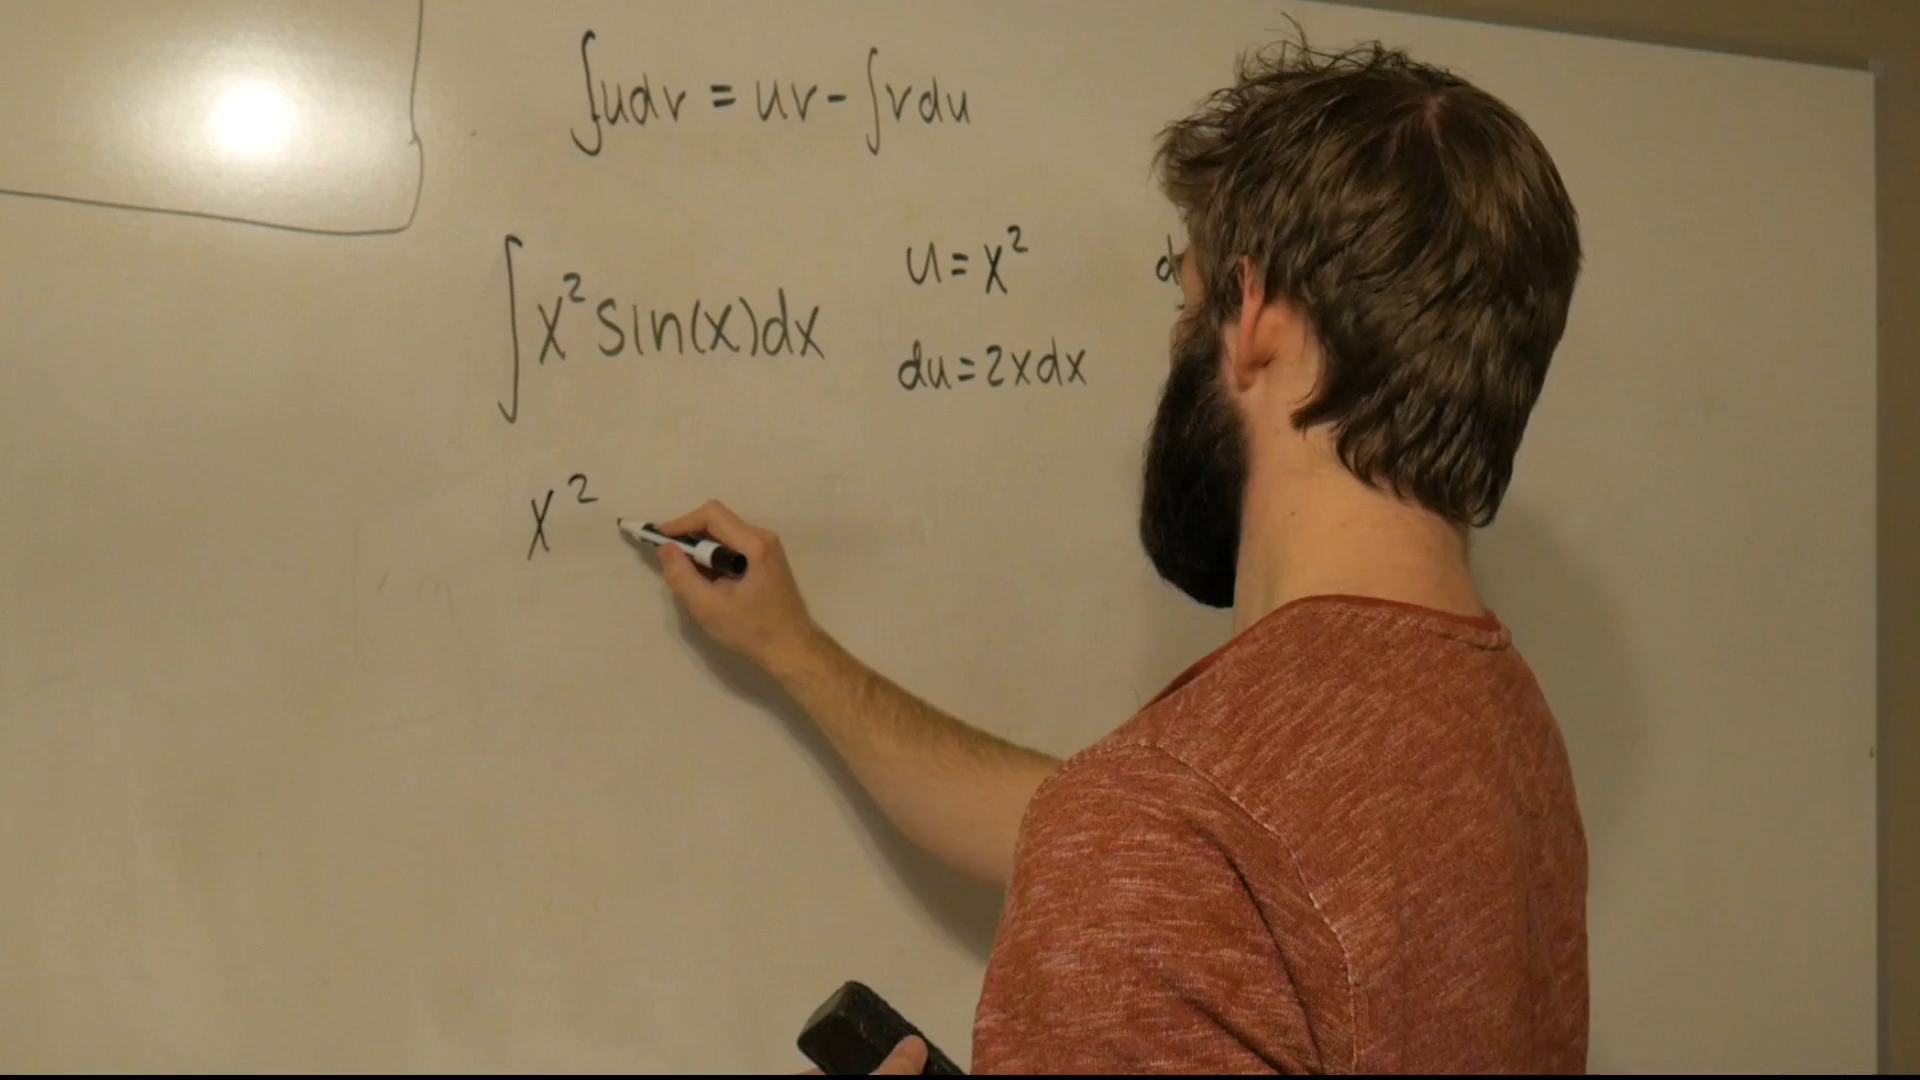 ∫udv = uv - ∫vdu
∫x²sin(x)dx
u = x²
du = 2xdx
x²